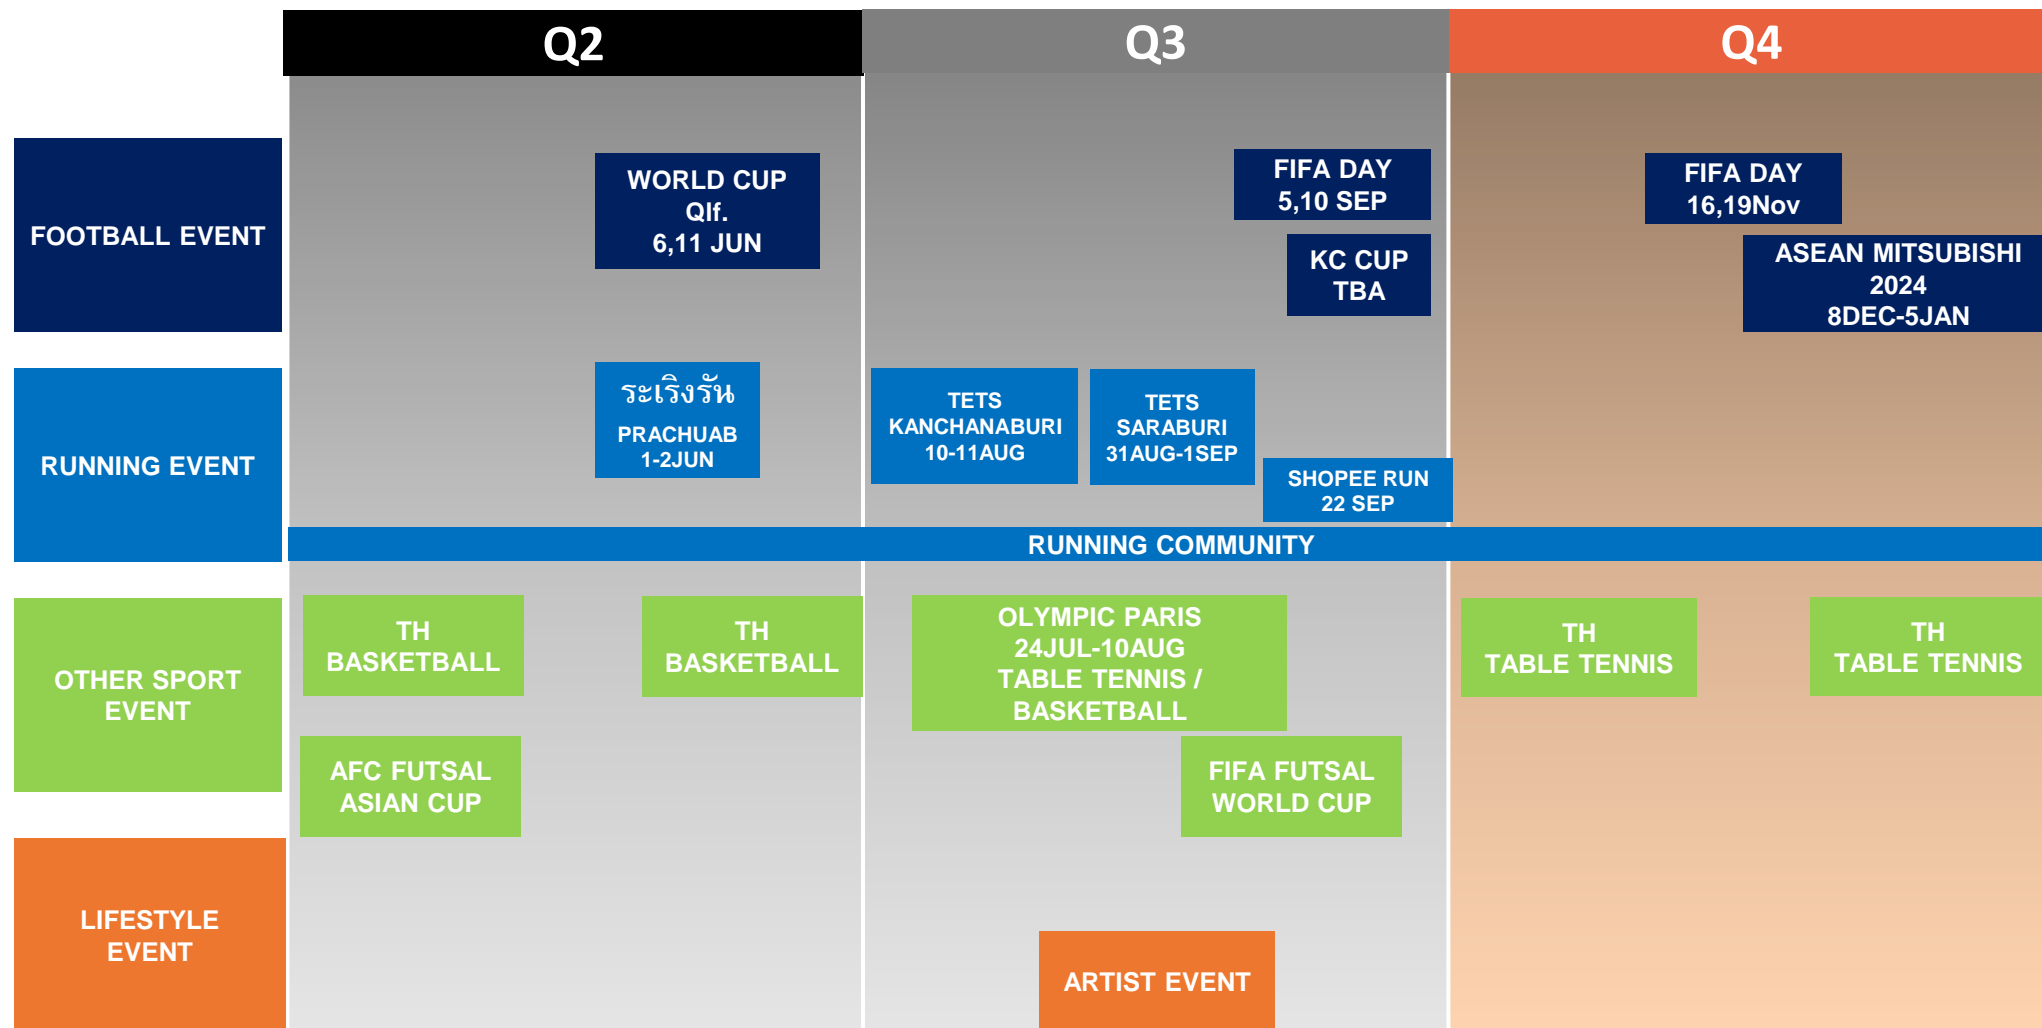 Q2
Q3
Q4
FOOTBALL EVENT
WORLD CUP
Qlf.
6,11 JUN
FIFA DAY
5,10 SEP
KC CUP
TBA
FIFA DAY
16,19Nov
ASEAN MITSUBISHI
2024
8DEC-5JAN
RUNNING EVENT
ระเริงรัน
PRACHUAB
1-2JUN
TETS
KANCHANABURI
10-11AUG
TETS
SARABURI
31AUG-1SEP
SHOPEE RUN
22 SEP
RUNNING COMMUNITY
OTHER SPORT
EVENT
TH
BASKETBALL
TH
BASKETBALL
OLYMPIC PARIS
24JUL-10AUG
TABLE TENNIS /
BASKETBALL
TH
TABLE TENNIS
TH
TABLE TENNIS
AFC FUTSAL
ASIAN CUP
FIFA FUTSAL
WORLD CUP
LIFESTYLE
EVENT
ARTIST EVENT